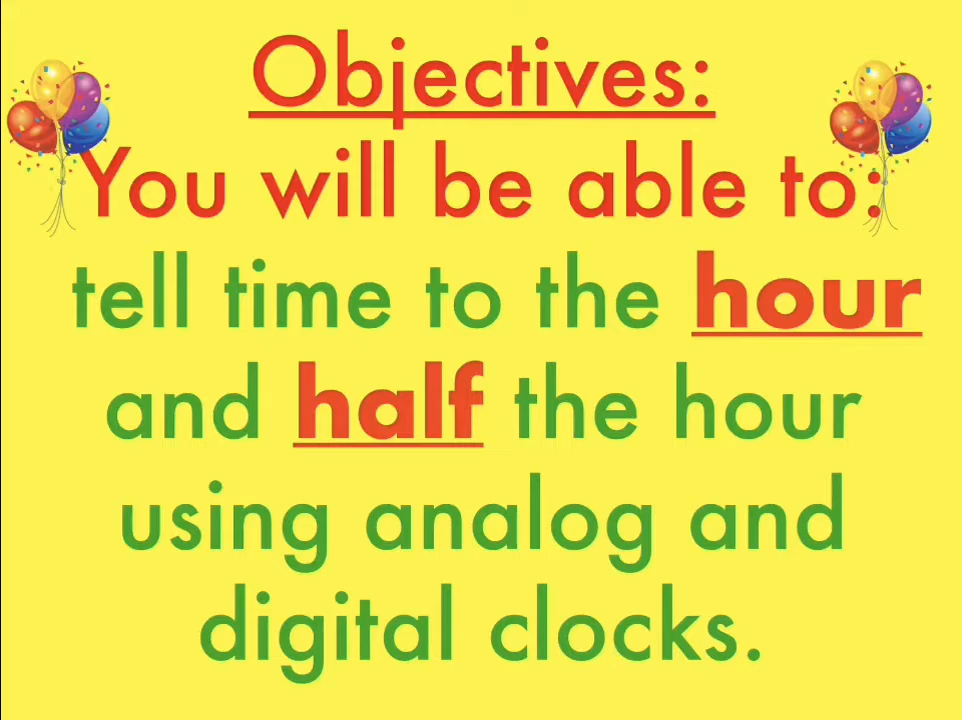 Objectives:
You will be able to:
tell time to the hour
and half the hour
using analog and
digital clocks.